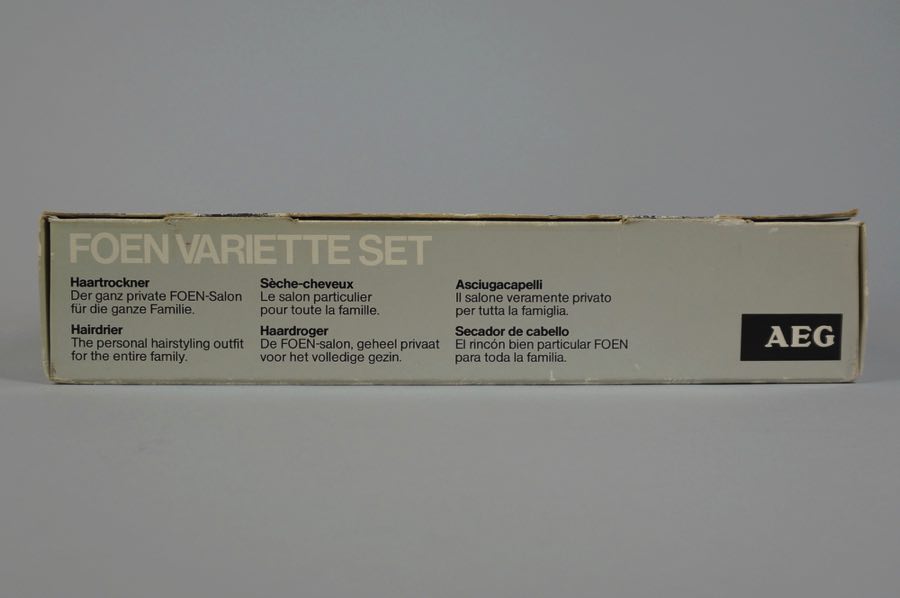 FOEN VARIETTE SET
Haartrockner
Der ganz private FOEN-Salon
für die ganze Familie.
Hairdrier
The personal hairstyling outfit
for the entire family.
Sèche-cheveux
Le salon particulier
pour toute la famille.
Haardroger
De FOEN-salon, geheel privaat
voor het volledige gezin.
Asciugacapelli
Il salone veramente privato
per tutta la famiglia.
Secador de cabello
El rincón bien particular FOEN
para toda la familia.
AEG